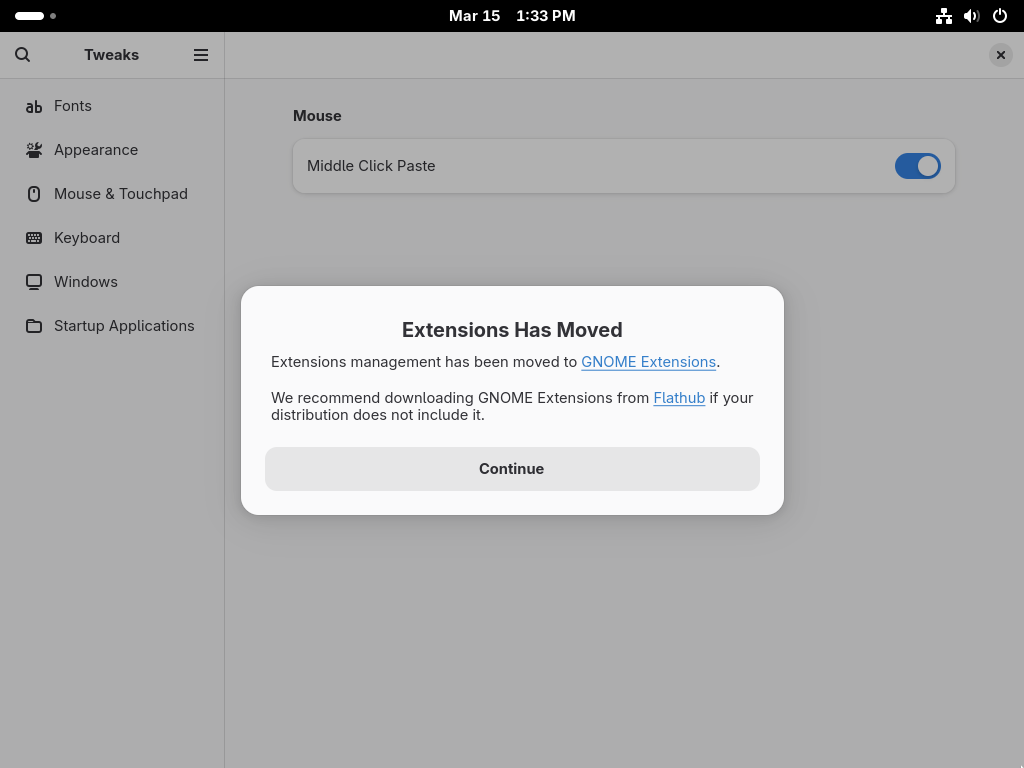 Mar 15 1:33 PM
Tweaks
Fonts
Appearance
Mouse & Touchpad
Keyboard
Windows
Startup Applications
Mouse
Middle Click Paste
Extensions Has Moved
Extensions management has been moved to GNOME Extensions.
We recommend downloading GNOME Extensions from Flathub if your
distribution does not include it.
Continue